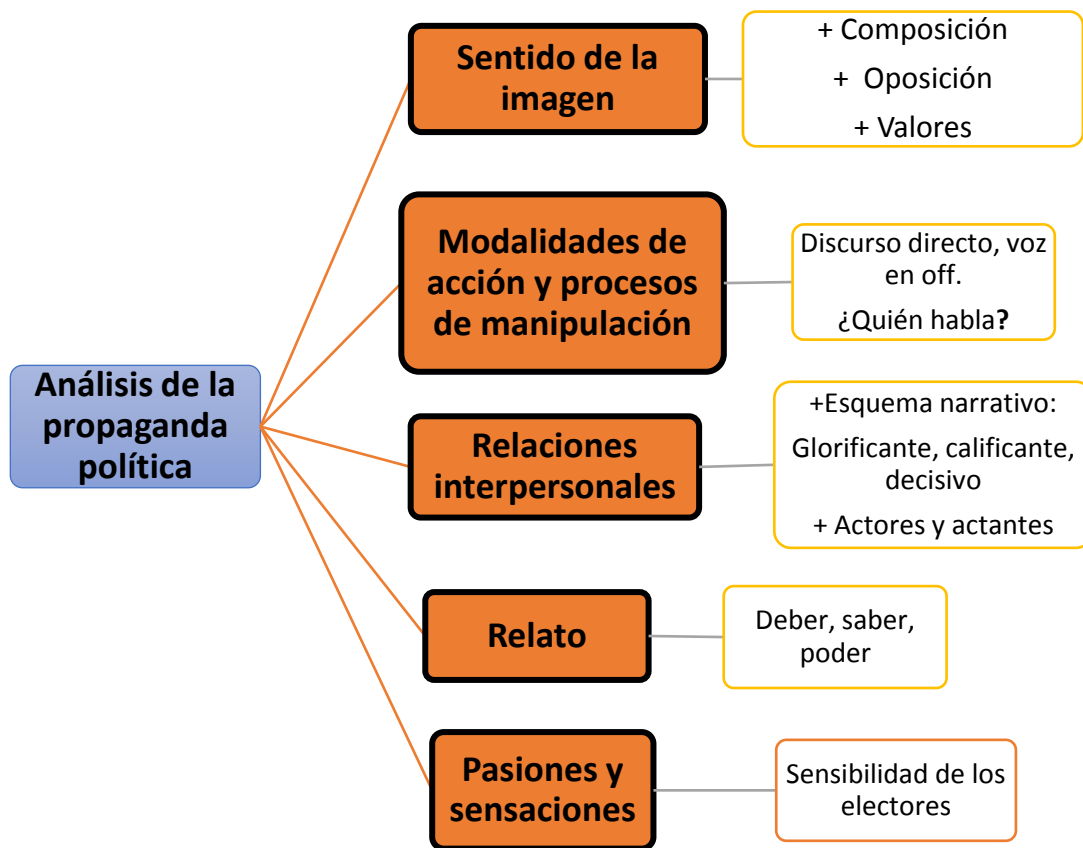 Análisis de la
propaganda
política
Sentido de la
imagen
+ Composición
+ Oposición
+ Valores
Modalidades de
acción y procesos
de manipulación
Discurso directo, voz
en off.
¿Quién habla?
Relaciones
interpersonales
+Esquema narrativo:
Glorificante, calificante,
decisivo
+ Actores y actantes
Relato
Deber, saber,
poder
Pasiones y
sensaciones
Sensibilidad de los
electores